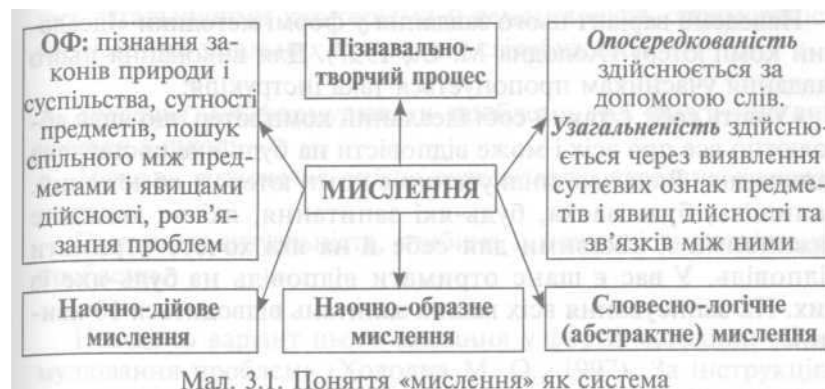 ОФ: пізнання за-
конів природи і
суспільства, сутності
предметів, пошук
спільного між пред-
метами і явищами
дійсності, розв'я-
зання проблем
Пізнавально-
творчий процес
Опосередкованість
здійснюється за
допомогою слів.
Узагальненість здійсню-
ється через виявлення
суттєвих ознак предме-
тів і явищ дійсності та
зв'язків між ними
МИСЛЕННЯ
Наочно-дійове
мислення
Наочно-образне
мислення
Словесно-логічне
(абстрактне) мислення
Мал. 3.1. Поняття «мислення» як система